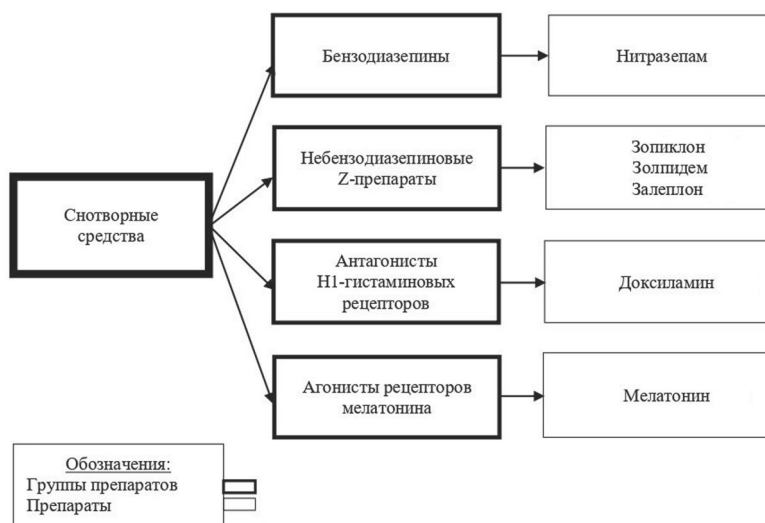 Снотворные
средства
Бензодиазепины
Нитразепам
Небензодиазепиновые
Z-препараты
Зопиклон
Золпидем
Залеплон
Антагонисты
Н1-гистаминовых
рецепторов
Доксиламин
Агонисты рецепторов
мелатонина
Мелатонин
Обозначения:
Группы препаратов
Препараты